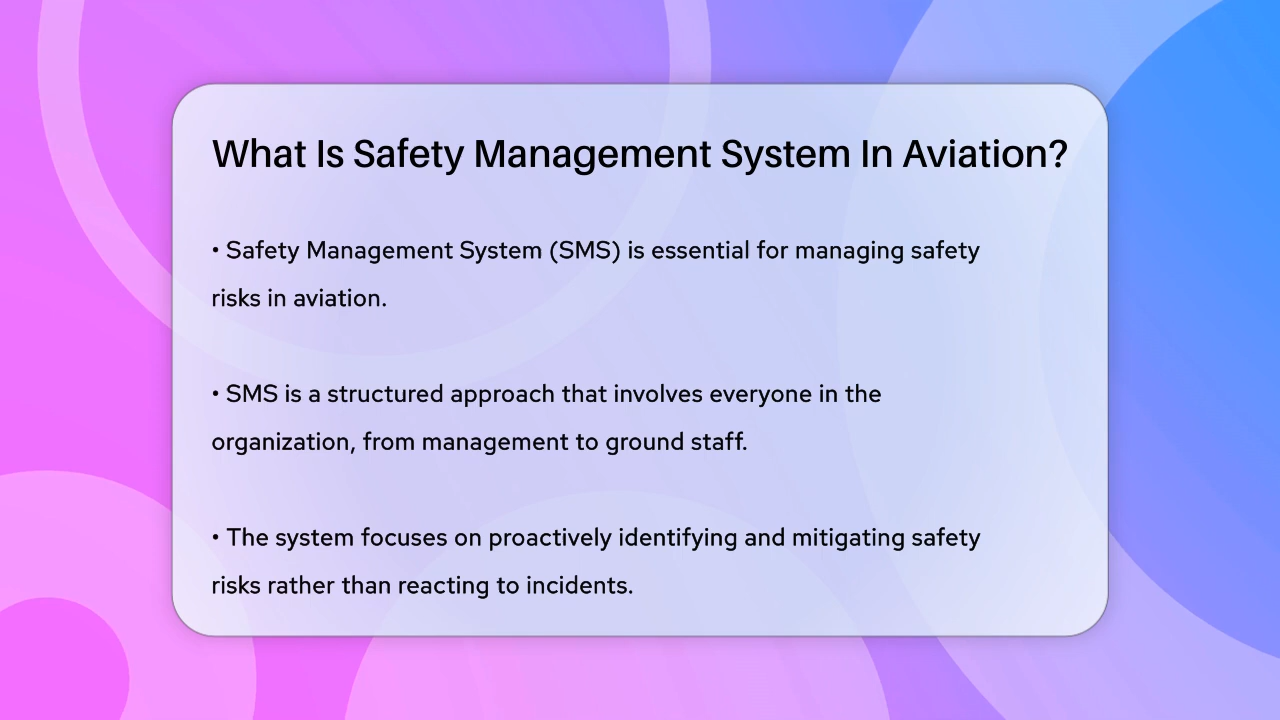 What Is Safety Management System In Aviation?
• Safety Management System (SMS) is essential for managing safety
risks in aviation.
• SMS is a structured approach that involves everyone in the
organization, from management to ground staff.
• The system focuses on proactively identifying and mitigating safety
risks rather than reacting to incidents.